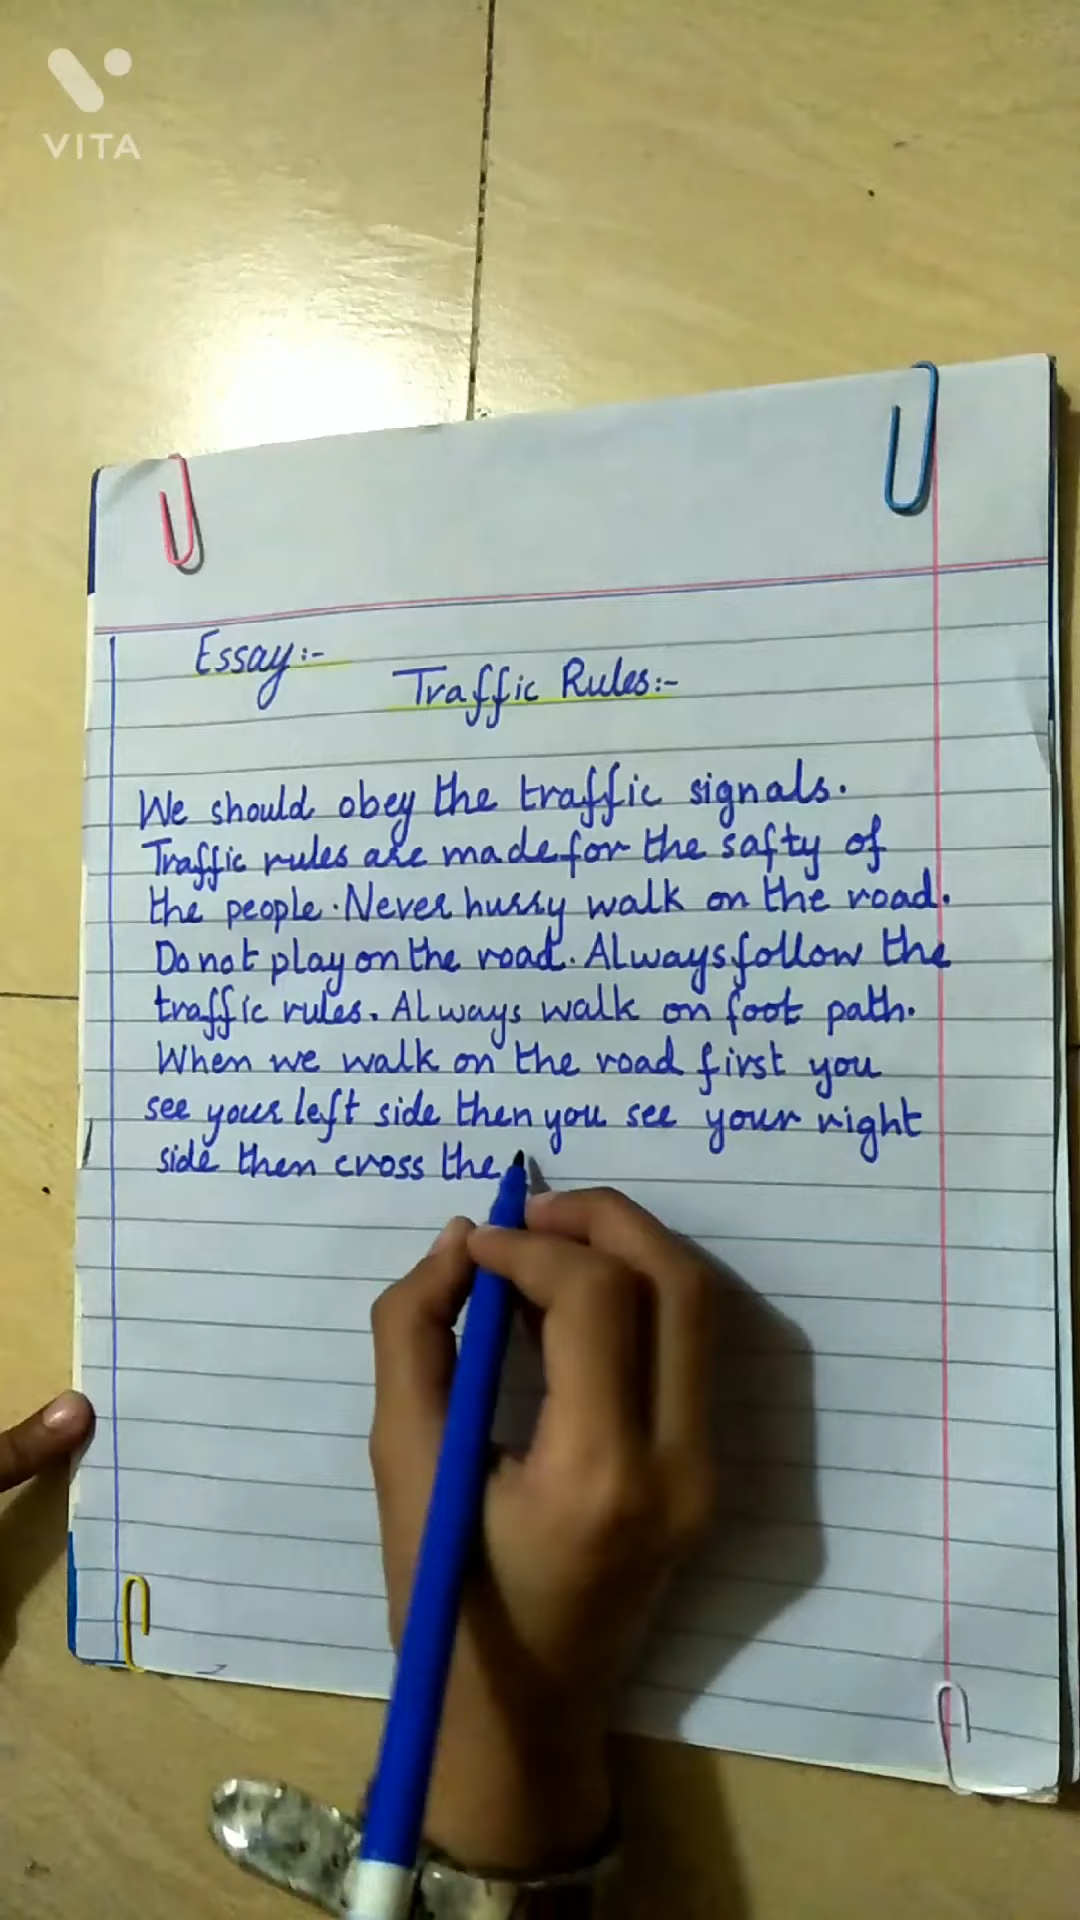 VITA
Essay:-
Traffic Rules:-
We should obey the traffic signals.
Traffic rules are made for the safty of
the people. Never hurry walk on the road.
Do not play on the road. Always follow the
traffic rules. Always walk on foot path.
When we walk on the road first you
see your left side then you see your right
side then cross the